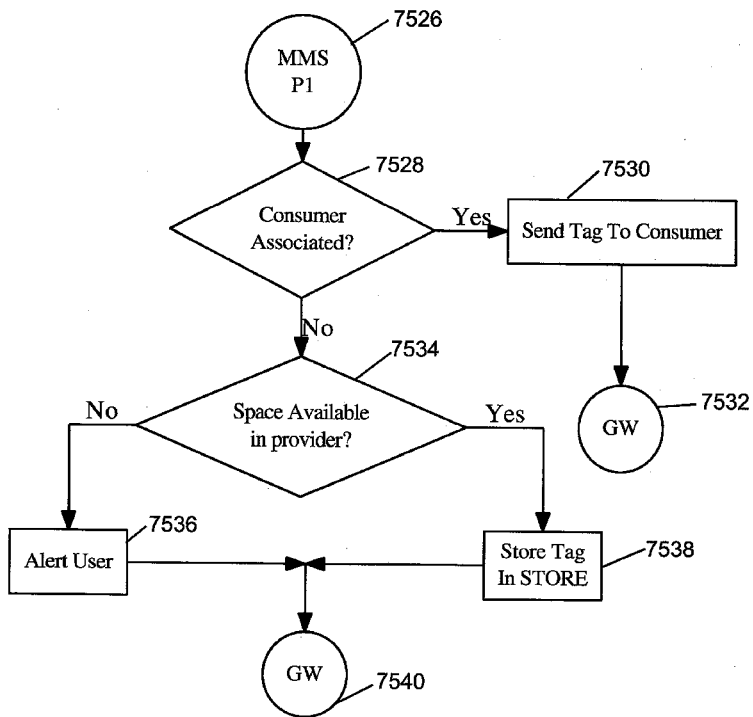 7526
MMS
P1
7528
7530
Consumer
Associated?
Yes
Send Tag To Consumer
No
7534
7532
GW
No
Space Available
in provider?
Yes
7536
Alert User
Store Tag
In STORE
7538
GW
7540